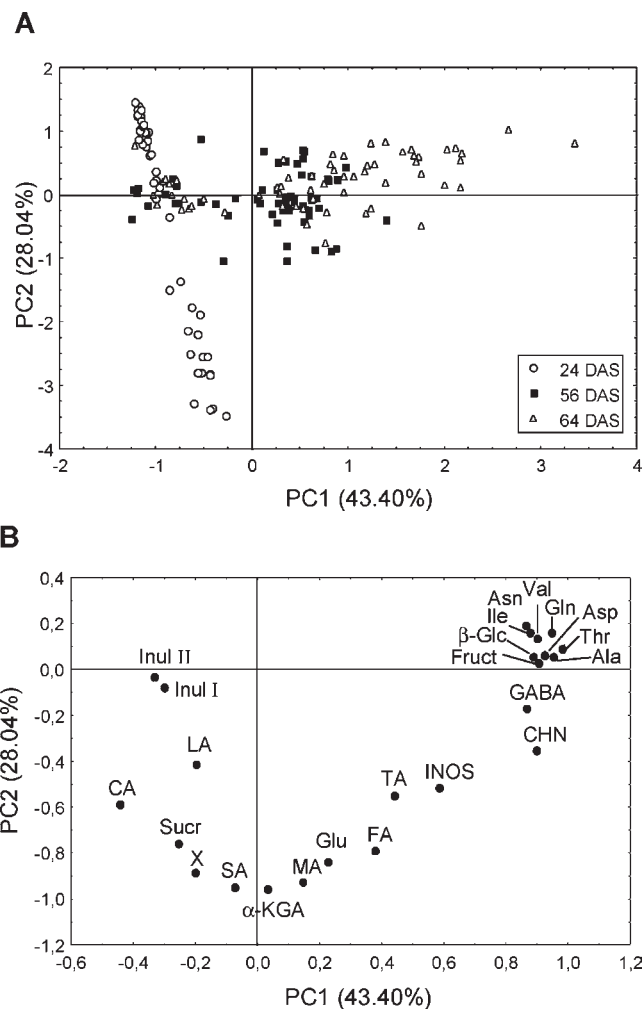 A
2
1
0
-1
-2
-3
-4
PC2 (28.04%)
24 DAS
56 DAS
64 DAS
-2 -1 0 1 2 3 4
PC1 (43.40%)
B
0,4
0,2
0,0
-0,2
-0,4
-0,6
-0,8
-1,0
-1,2
PC2 (28.04%)
Asn Val
Ile Gln Asp
β-Glc Thr
Fruct Ala
Inul II
Inul I
GABA
CHN
LA
TA INOS
CA
Sucr
X
Glu FA
SA MA
α-KGA
-0,6 -0,4 -0,2 0,0 0,2 0,4 0,6 0,8 1,0 1,2
PC1 (43.40%)